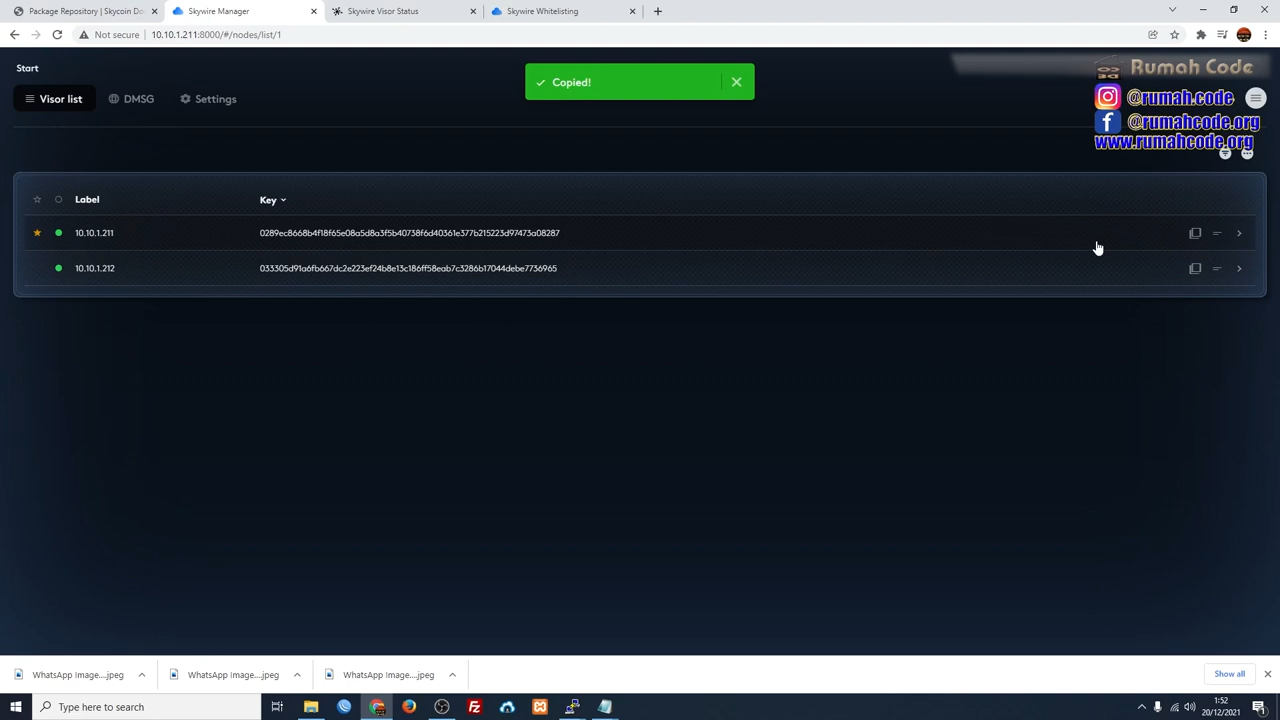 Package Repository | Skycoin Do
Skywire Manager
Skywire Visor Status
Skywire Whitelisting
Not secure
10.10.1.211:8000/#/nodes/list/1
Start
Copied!
Rumah Code
Visor list
DMSG
Settings
@rumah.code
@rumahcode.org
www.rumahcode.org
Label
Key
10.10.1.211
0289ec8668b4f18f65e08a5d8a3f5b40738f6d40361e377b215223d97473a08287
10.10.1.212
033305d91a6fb667dc2e223ef24b8e13c186ff58eab7c3286b17044debe7736965
WhatsApp Image....jpeg
WhatsApp Image....jpeg
WhatsApp Image....jpeg
Show all
Type here to search
1:52
20/12/2021